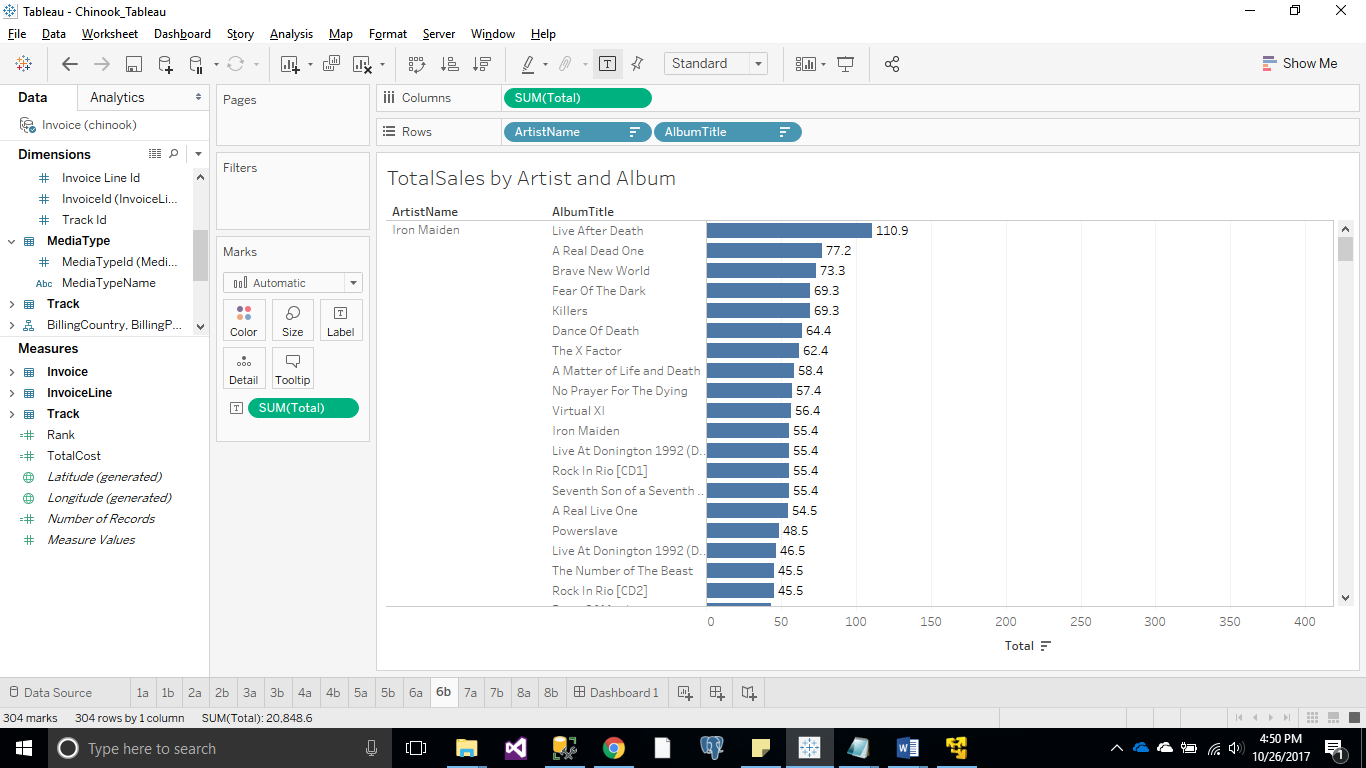 Tableau - Chinook_Tableau
File Data Worksheet Dashboard Story Analysis Map Format Server Window Help
Standard
Show Me
Data Analytics
Invoice (chinook)
Dimensions
Invoice Line Id
InvoiceId (InvoiceLi...
Track Id
MediaType
MediaTypeId (Medi...
Abc MediaTypeName
Track
BillingCountry, BillingP...
Measures
Invoice
InvoiceLine
Track
Rank
TotalCost
Latitude (generated)
Longitude (generated)
Number of Records
Measure Values
Pages
Filters
Marks
Automatic
Color Size Label
Detail Tooltip
SUM(Total)
Columns SUM(Total)
Rows ArtistName AlbumTitle
TotalSales by Artist and Album
ArtistName AlbumTitle
Iron Maiden Live After Death 110.9
A Real Dead One 77.2
Brave New World 73.3
Fear Of The Dark 69.3
Killers 69.3
Dance Of Death 64.4
The X Factor 62.4
A Matter of Life and Death 58.4
No Prayer For The Dying 57.4
Virtual XI 56.4
Iron Maiden 55.4
Live At Donington 1992 (D.. 55.4
Rock In Rio [CD1] 55.4
Seventh Son of a Seventh .. 55.4
A Real Live One 54.5
Powerslave 48.5
Live At Donington 1992 (D.. 46.5
The Number of The Beast 45.5
Rock In Rio [CD2] 45.5
0 50 100 150 200 250 300 350 400
Total
Data Source 1a 1b 2a 2b 3a 3b 4a 4b 5a 5b 6a 6b 7a 7b 8a 8b Dashboard 1
304 marks 304 rows by 1 column SUM(Total): 20,848.6
Type here to search
4:50 PM
10/26/2017
1